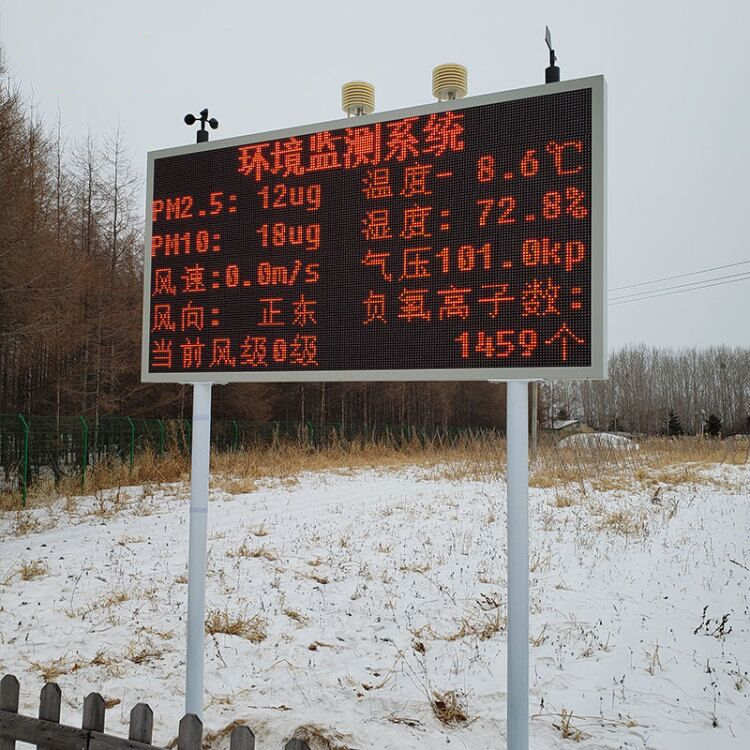 环境监测系统
PM2.5: 12ug
温度- 8.6℃
PM10: 18ug
湿度: 72.8%
风速:0.0m/s
气压101.0kp
风向: 正东
负氧离子数:
当前风级0级
1459个